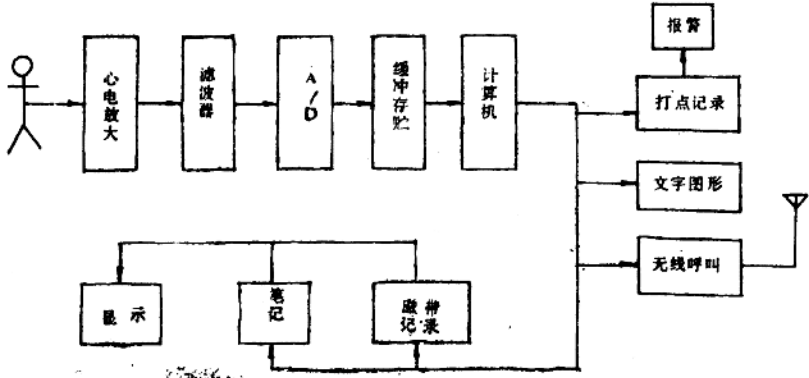 报警
心电放大
滤波器
A/D
缓冲存贮
计算机
打点记录
文字图形
无线呼叫
显示
笔记
磁带
记录